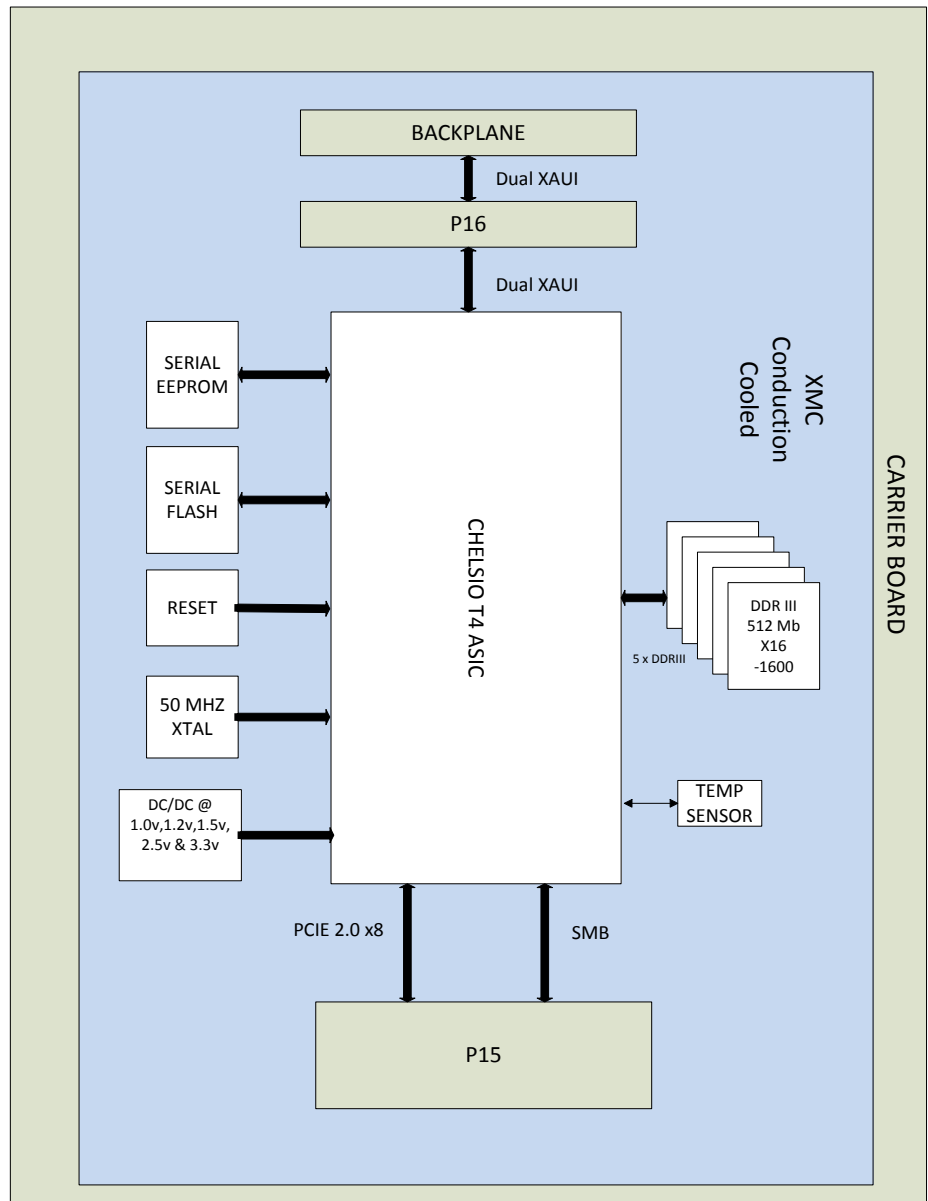 BACKPLANE
Dual XAUI
P16
Dual XAUI
SERIAL
EEPROM
SERIAL
FLASH
RESET
50 MHZ
XTAL
DC/DC @
1.0v,1.2v,1.5v,
2.5v & 3.3v
CHELSIO T4 ASIC
XMC
Conduction
Cooled
CARRIER BOARD
5 x DDRIII
DDR III
512 Mb
X16
-1600
TEMP
SENSOR
PCIE 2.0 x8
SMB
P15